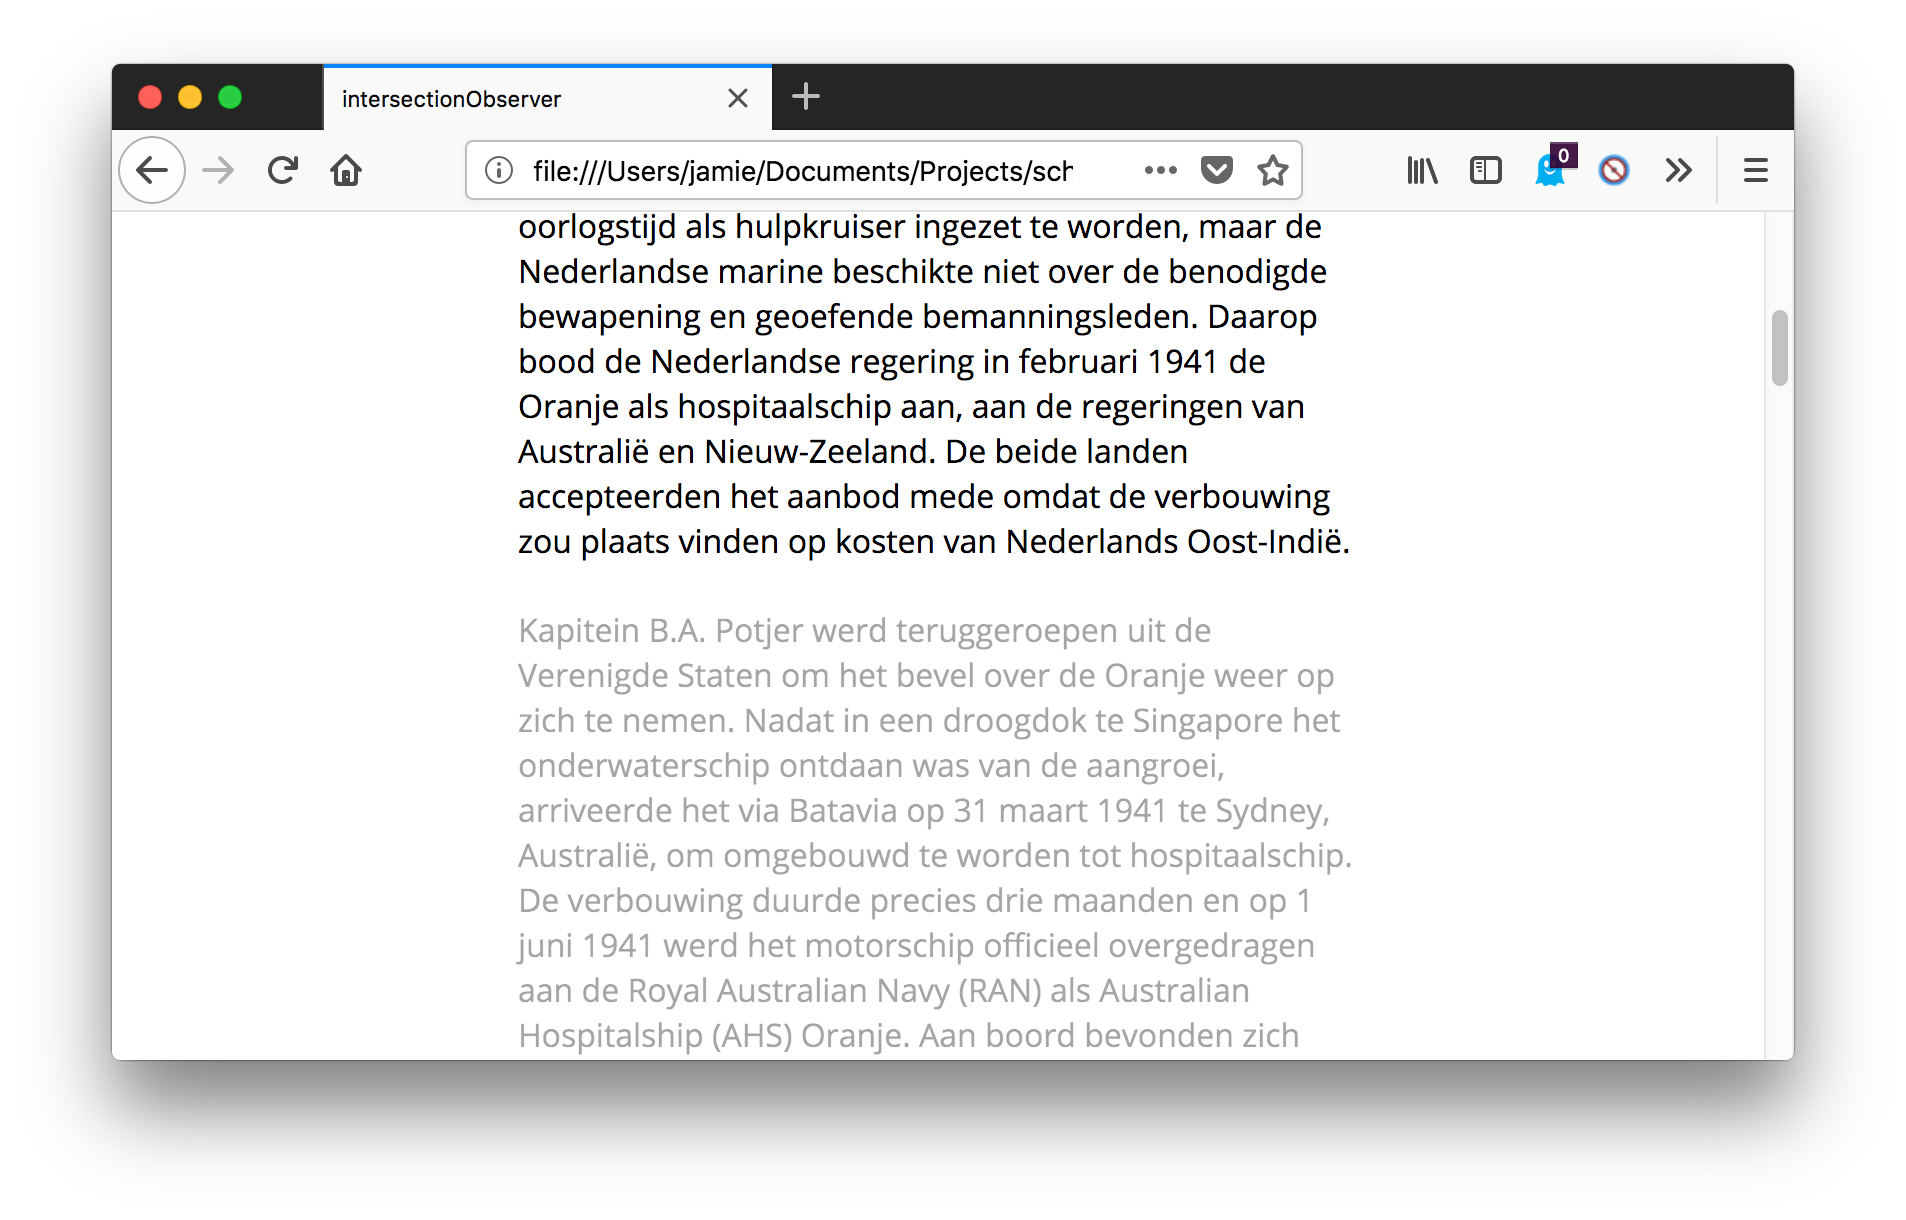 intersectionObserver
file:///Users/jamie/Documents/Projects/sch
0
oorlogstijd als hulpkruiser ingezet te worden, maar de
Nederlandse marine beschikte niet over de benodigde
bewapening en geoefende bemanningsleden. Daarop
bood de Nederlandse regering in februari 1941 de
Oranje als hospitaalschip aan, aan de regeringen van
Australië en Nieuw-Zeeland. De beide landen
accepteerden het aanbod mede omdat de verbouwing
zou plaats vinden op kosten van Nederlands Oost-Indië.
Kapitein B.A. Potjer werd teruggeroepen uit de
Verenigde Staten om het bevel over de Oranje weer op
zich te nemen. Nadat in een droogdok te Singapore het
onderwaterschip ontdaan was van de aangroei,
arriveerde het via Batavia op 31 maart 1941 te Sydney,
Australië, om omgebouwd te worden tot hospitaalschip.
De verbouwing duurde precies drie maanden en op 1
juni 1941 werd het motorschip officieel overgedragen
aan de Royal Australian Navy (RAN) als Australian
Hospitalship (AHS) Oranje. Aan boord bevonden zich